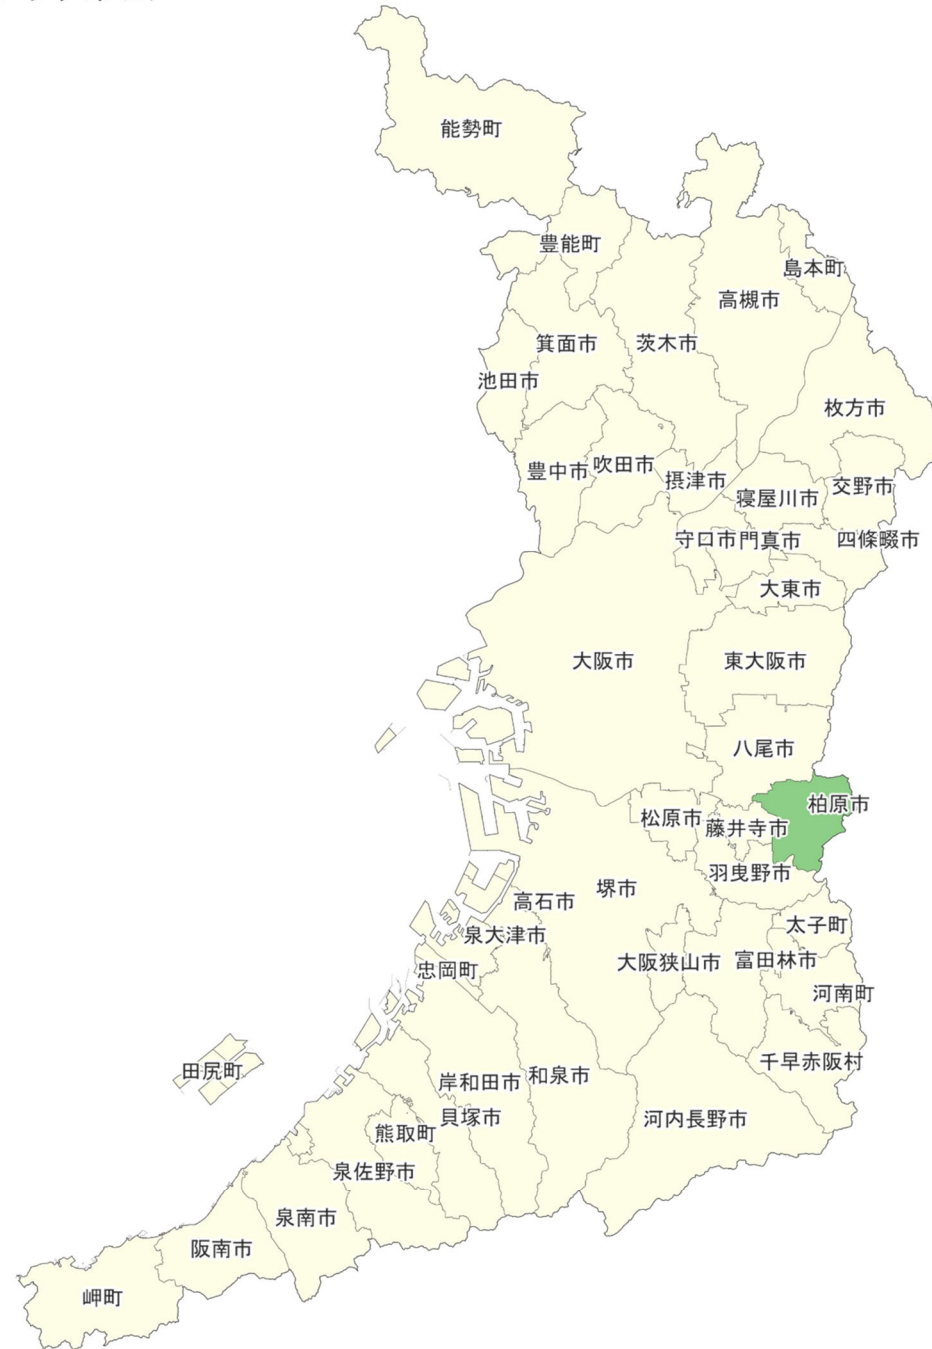 能勢町
豊能町
島本町
高槻市
箕面市
茨木市
池田市
枚方市
豊中市
吹田市
摂津市
寝屋川市
交野市
守口市
門真市
四條畷市
大東市
大阪市
東大阪市
八尾市
柏原市
松原市
藤井寺市
羽曳野市
堺市
高石市
太子町
泉大津市
大阪狭山市
富田林市
忠岡町
河南町
千早赤阪村
田尻町
岸和田市
和泉市
貝塚市
河内長野市
熊取町
泉佐野市
泉南市
阪南市
岬町